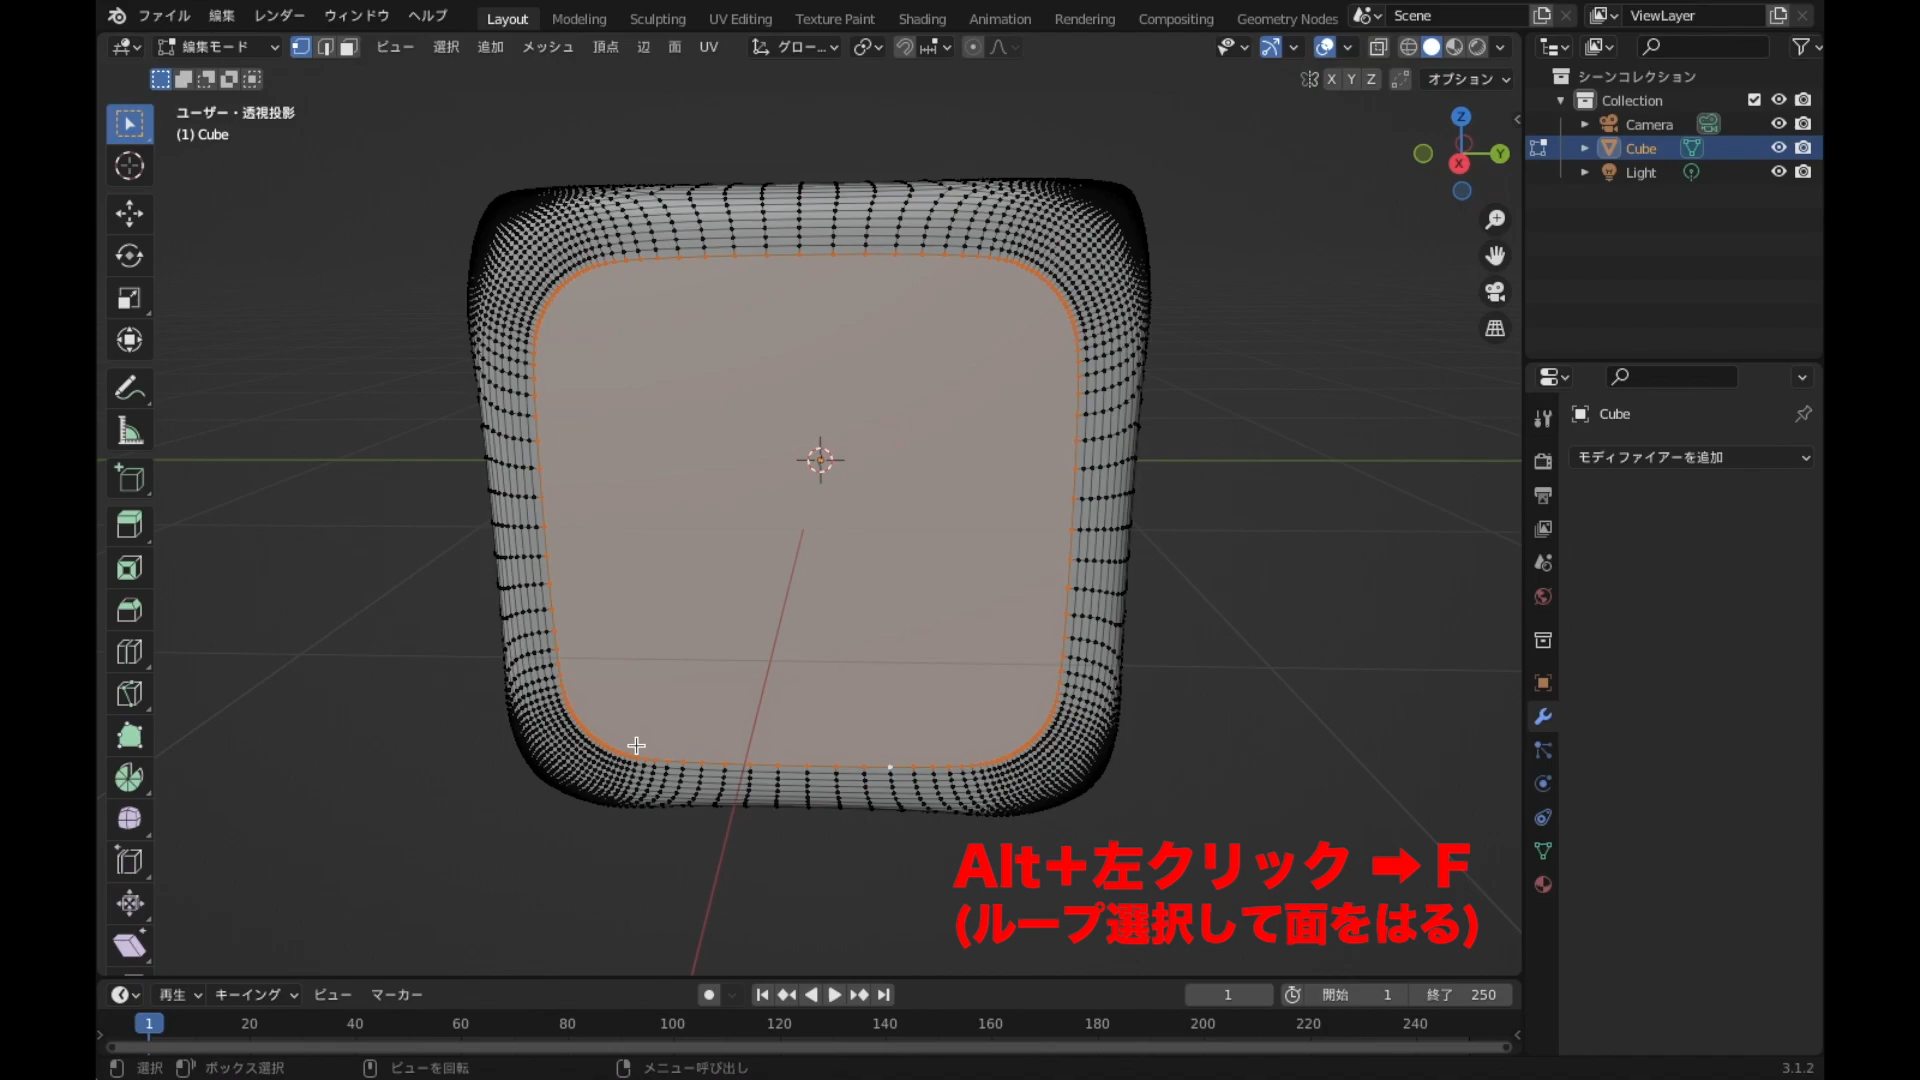 ファイル 編集 レンダー ウィンドウ ヘルプ Layout Modeling Sculpting UV Editing Texture Paint Shading Animation Rendering Compositing Geometry Nodes Scene ViewLayer
編集モード ビュー 選択 追加 メッシュ 頂点 辺 面 UV グロー...
X Y Z オプション
シーンコレクション
Collection
Camera
Cube
Light
ユーザー・透視投影
(1) Cube
Z
Y
X
Cube
モディファイアーを追加
Alt+左クリック ➡ F
(ループ選択して面をはる)
再生 キーイング ビュー マーカー 1 開始 1 終了 250
1 20 40 60 80 100 120 140 160 180 200 220 240
選択 ボックス選択 ビューを回転 メニュー呼び出し 3.1.2